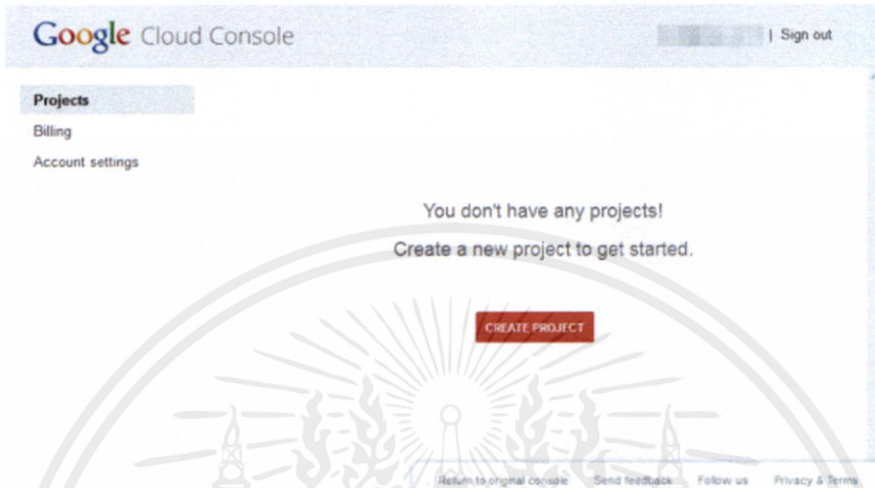 Google Cloud Console
| Sign out
Projects
Billing
Account settings
You don't have any projects!
Create a new project to get started.
CREATE PROJECT
Return to original console Send feedback Follow us Privacy & Terms